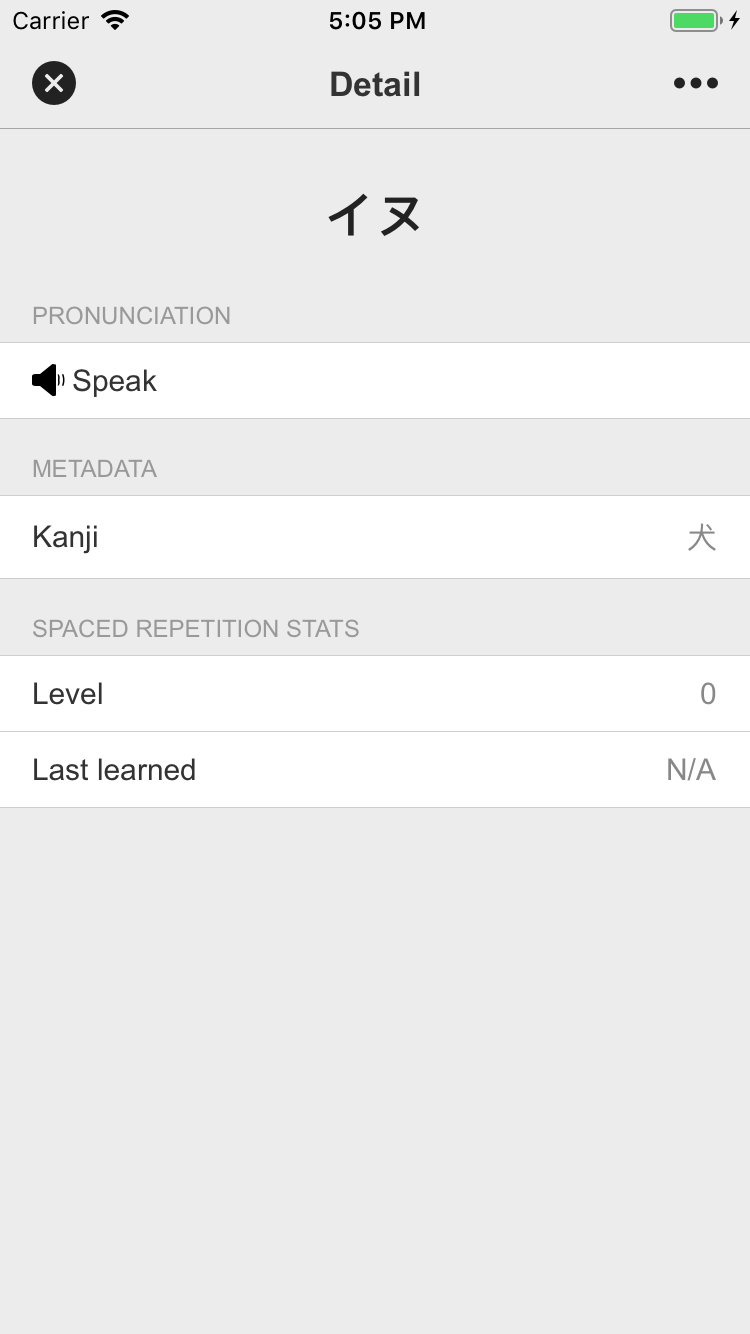 Carrier 5:05 PM
Detail
イヌ
PRONUNCIATION
Speak
METADATA
Kanji 犬
SPACED REPETITION STATS
Level 0
Last learned N/A